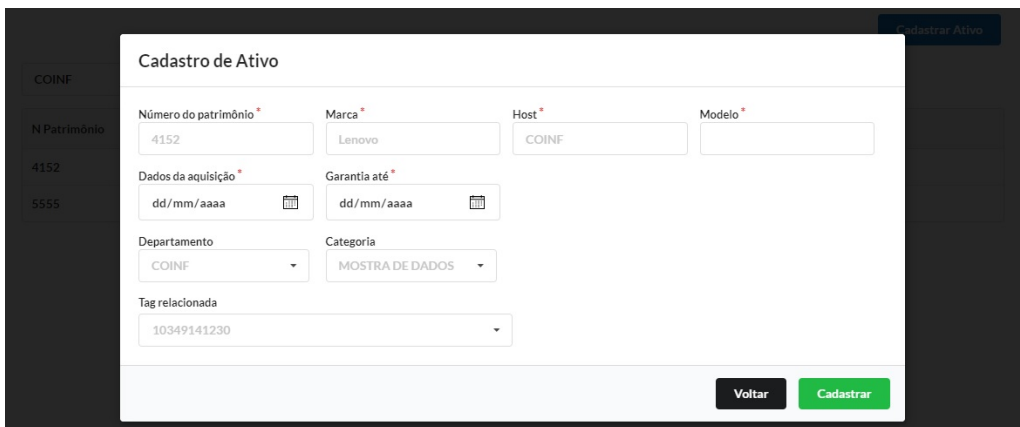 Cadastrar Ativo
Cadastro de Ativo
COINF
Número do patrimônio * Marca * Host * Modelo *
N Patrimônio
4152 Lenovo COINF
4152
Dados da aquisição * Garantia até *
5555
dd/mm/aaaa dd/mm/aaaa
Departamento Categoria
COINF MOSTRA DE DADOS
Tag relacionada
10349141230
Voltar Cadastrar